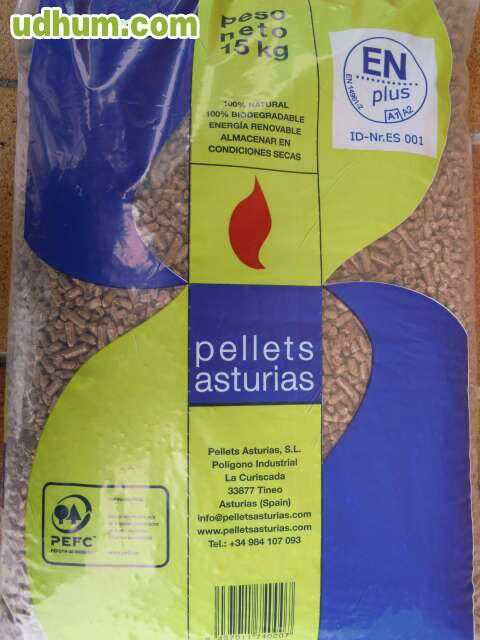 udhum.com
peso
neto
15 kg
EN
plus
EN 14961-2
A1 A2
ID-Nr.ES 001
100% NATURAL
100% BIODEGRADABLE
ENERGÍA RENOVABLE
ALMACENAR EN
CONDICIONES SECAS
pellets
asturias
Pellets Asturias, S.L.
Polígono Industrial
La Curiscada
33877 Tineo
Asturias (Spain)
info@pelletsasturias.com
www.pelletsasturias.com
Tel.: +34 984 107 093
PEFC